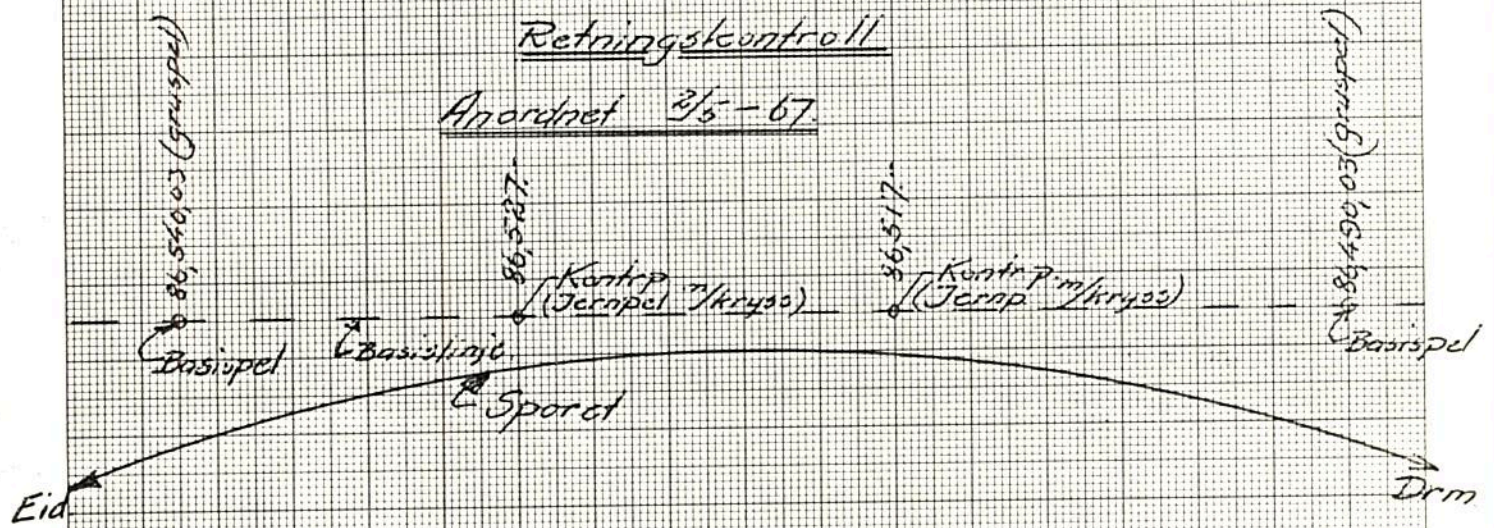 Retningskontroll
Anordnet 2/5 - 67.
86,540,03 (gruspel)
86,527.-
86,517.-
86,490,03 (gruspel)
Kontrp.
(Jernpel m/kryss)
Kontrp.
(Jernp. m/kryss)
Basispel
Basislinje.
Basispel
Sporet
Eid.
Drm